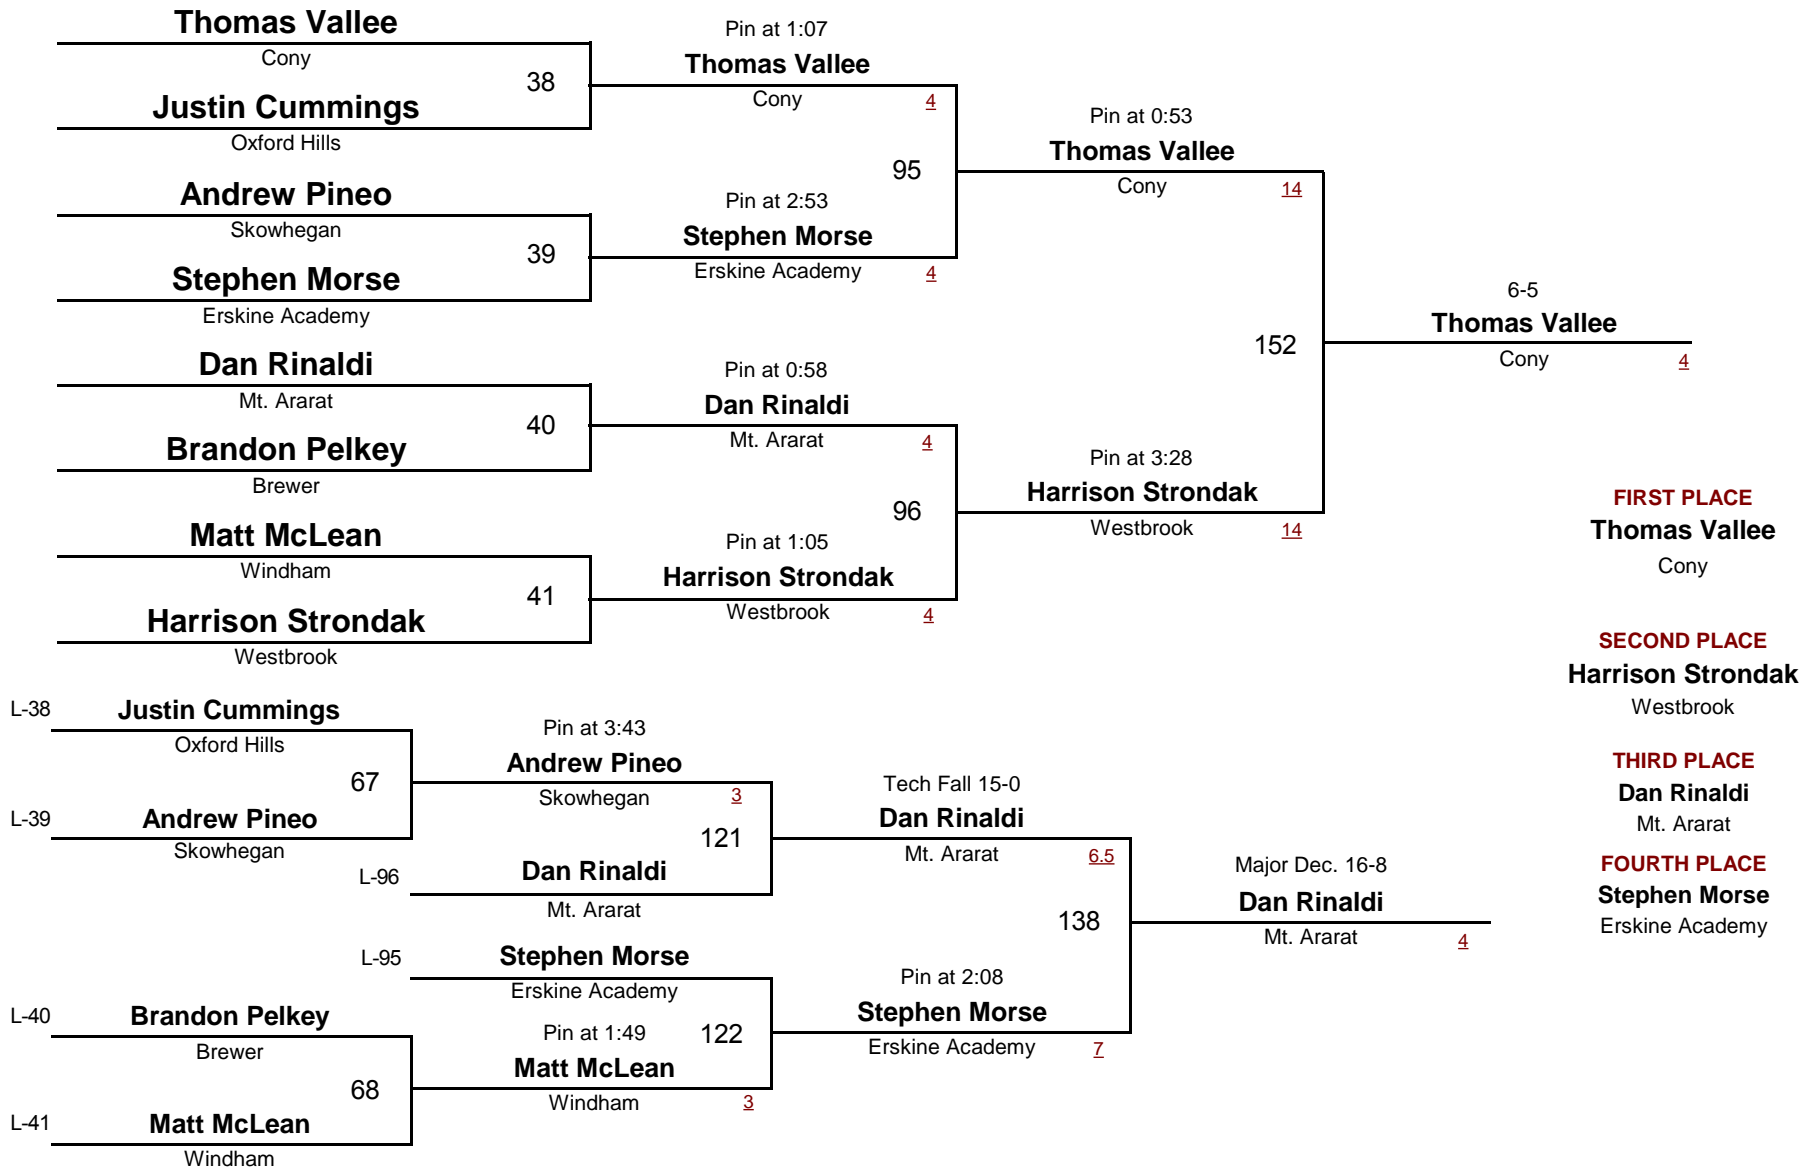 Thomas Vallee
Cony
38
Justin Cummings
Oxford Hills
Andrew Pineo
Skowhegan
39
Stephen Morse
Erskine Academy
Dan Rinaldi
Mt. Ararat
40
Brandon Pelkey
Brewer
Matt McLean
Windham
41
Harrison Strondak
Westbrook
Pin at 1:07
Thomas Vallee
Cony
4
95
Pin at 2:53
Stephen Morse
Erskine Academy
4
Pin at 0:58
Dan Rinaldi
Mt. Ararat
4
96
Pin at 1:05
Harrison Strondak
Westbrook
4
Pin at 0:53
Thomas Vallee
Cony
14
152
Pin at 3:28
Harrison Strondak
Westbrook
14
6-5
Thomas Vallee
Cony
4
FIRST PLACE
Thomas Vallee
Cony
SECOND PLACE
Harrison Strondak
Westbrook
THIRD PLACE
Dan Rinaldi
Mt. Ararat
FOURTH PLACE
Stephen Morse
Erskine Academy
L-38
Justin Cummings
Oxford Hills
67
L-39
Andrew Pineo
Skowhegan
L-40
Brandon Pelkey
Brewer
68
L-41
Matt McLean
Windham
Pin at 3:43
Andrew Pineo
Skowhegan
3
121
L-96
Dan Rinaldi
Mt. Ararat
L-95
Stephen Morse
Erskine Academy
122
Pin at 1:49
Matt McLean
Windham
3
Tech Fall 15-0
Dan Rinaldi
Mt. Ararat
6.5
138
Pin at 2:08
Stephen Morse
Erskine Academy
7
Major Dec. 16-8
Dan Rinaldi
Mt. Ararat
4